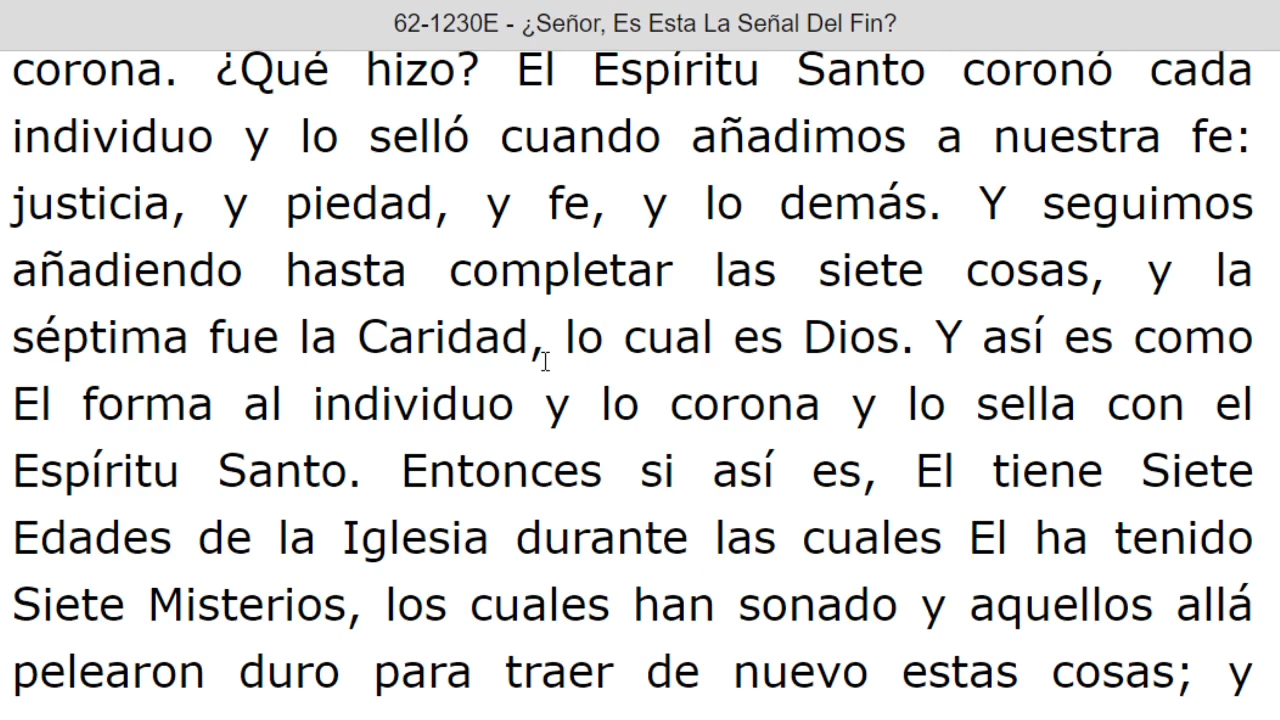 62-1230E - ¿Señor, Es Esta La Señal Del Fin?
corona. ¿Qué hizo? El Espíritu Santo coronó cada
individuo y lo selló cuando añadimos a nuestra fe:
justicia, y piedad, y fe, y lo demás. Y seguimos
añadiendo hasta completar las siete cosas, y la
séptima fue la Caridad, lo cual es Dios. Y así es como
El forma al individuo y lo corona y lo sella con el
Espíritu Santo. Entonces si así es, El tiene Siete
Edades de la Iglesia durante las cuales El ha tenido
Siete Misterios, los cuales han sonado y aquellos allá
pelearon duro para traer de nuevo estas cosas; y